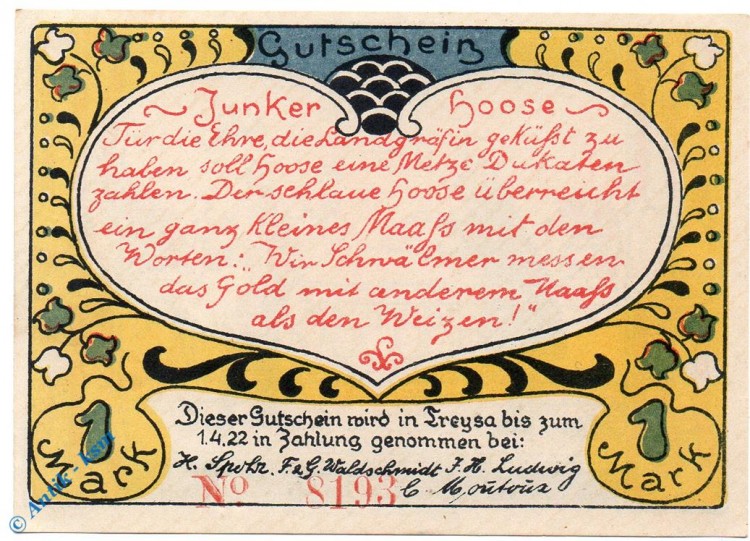 Gutschein
Junker Hoose
Für die Ehre, die Landgräfin geküßt zu
haben soll Hoose eine Metze Dukaten
zahlen. Der schlaue Hoose überreicht
ein ganz kleines Maaß mit den
Worten: "Wir Schwälmer messen
das Gold mit anderem Maaß
als den Weizen!"
1 Mark
1 Mark
Dieser Gutschein wird in Treysa bis zum
1.4.22 in Zahlung genommen bei:
H. Spohr. F. & G. Waldschmidt J. H. Ludwig
C Moutoux
No 8193
© Antik - ksm